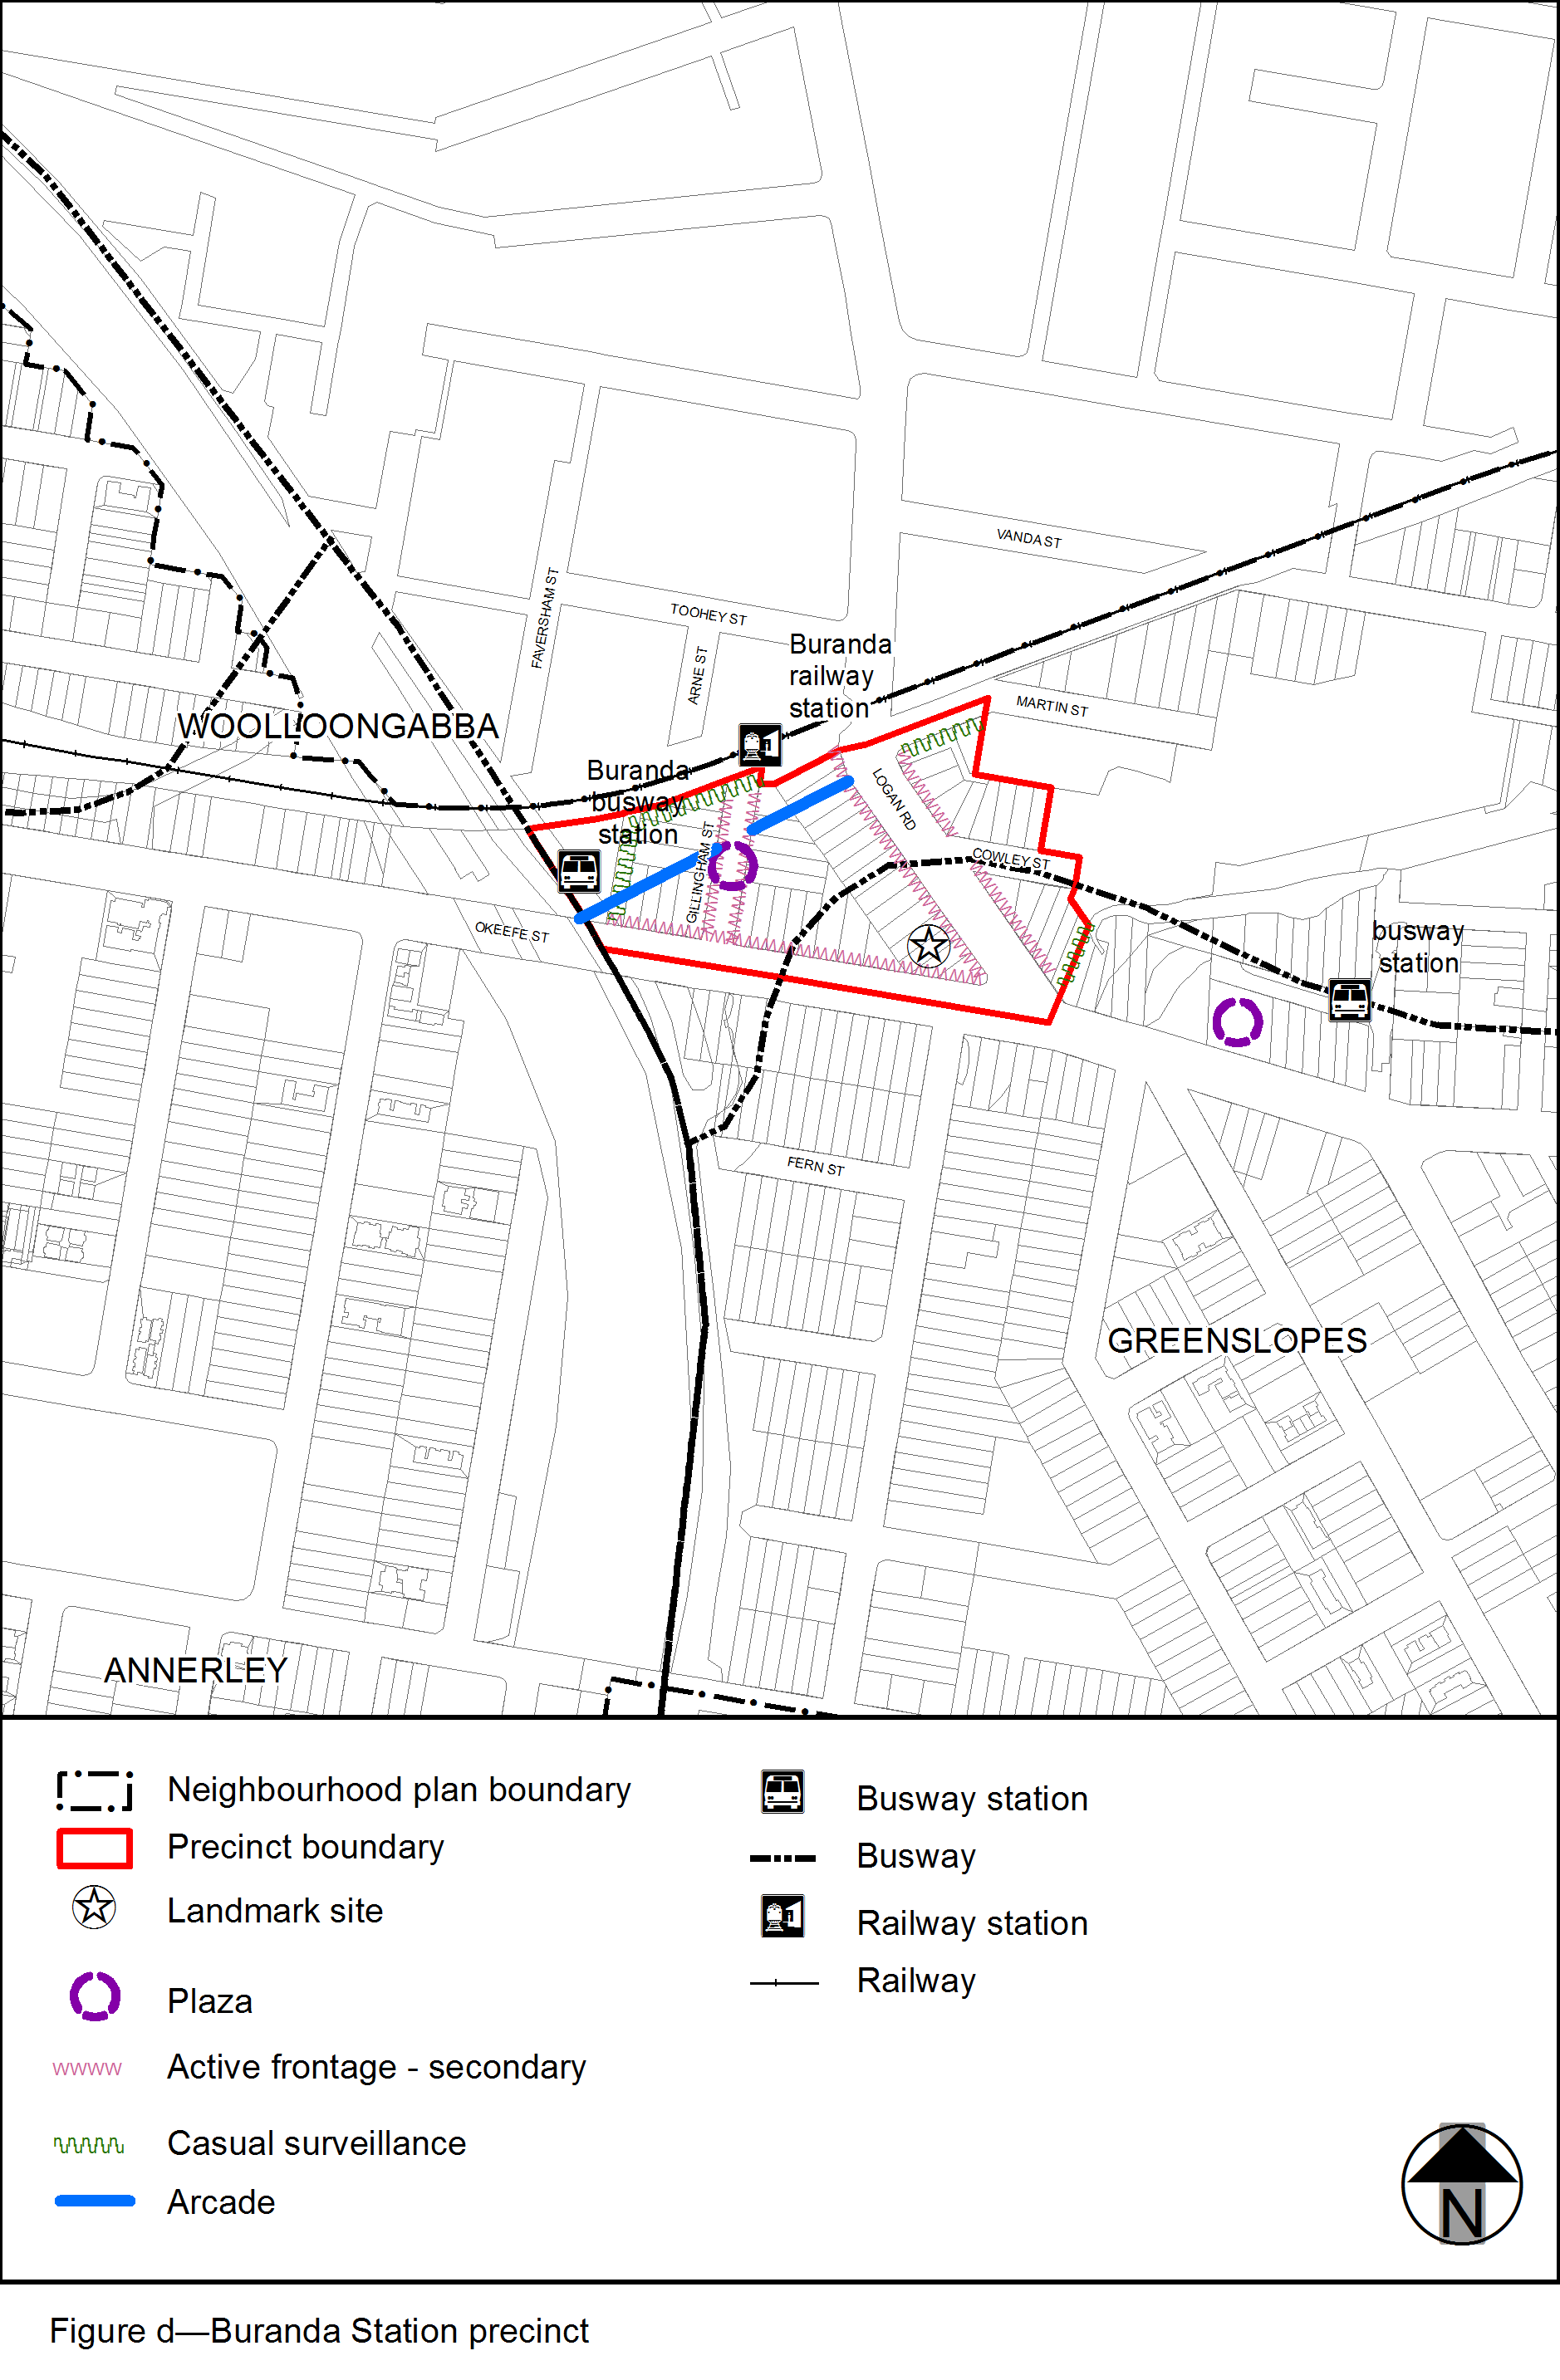 VANDA ST
FAVERSHAM ST
TOOHEY ST
ARNE ST
Buranda
railway
station
MARTIN ST
WOOLLOONGABBA
Buranda
busway
station
LOGAN RD
GILLINGHAM ST
COWLEY ST
OKEEFE ST
busway
station
FERN ST
GREENSLOPES
ANNERLEY
Neighbourhood plan boundary
Precinct boundary
Landmark site
Plaza
Active frontage - secondary
Casual surveillance
Arcade
Busway station
Busway
Railway station
Railway
N
Figure d—Buranda Station precinct